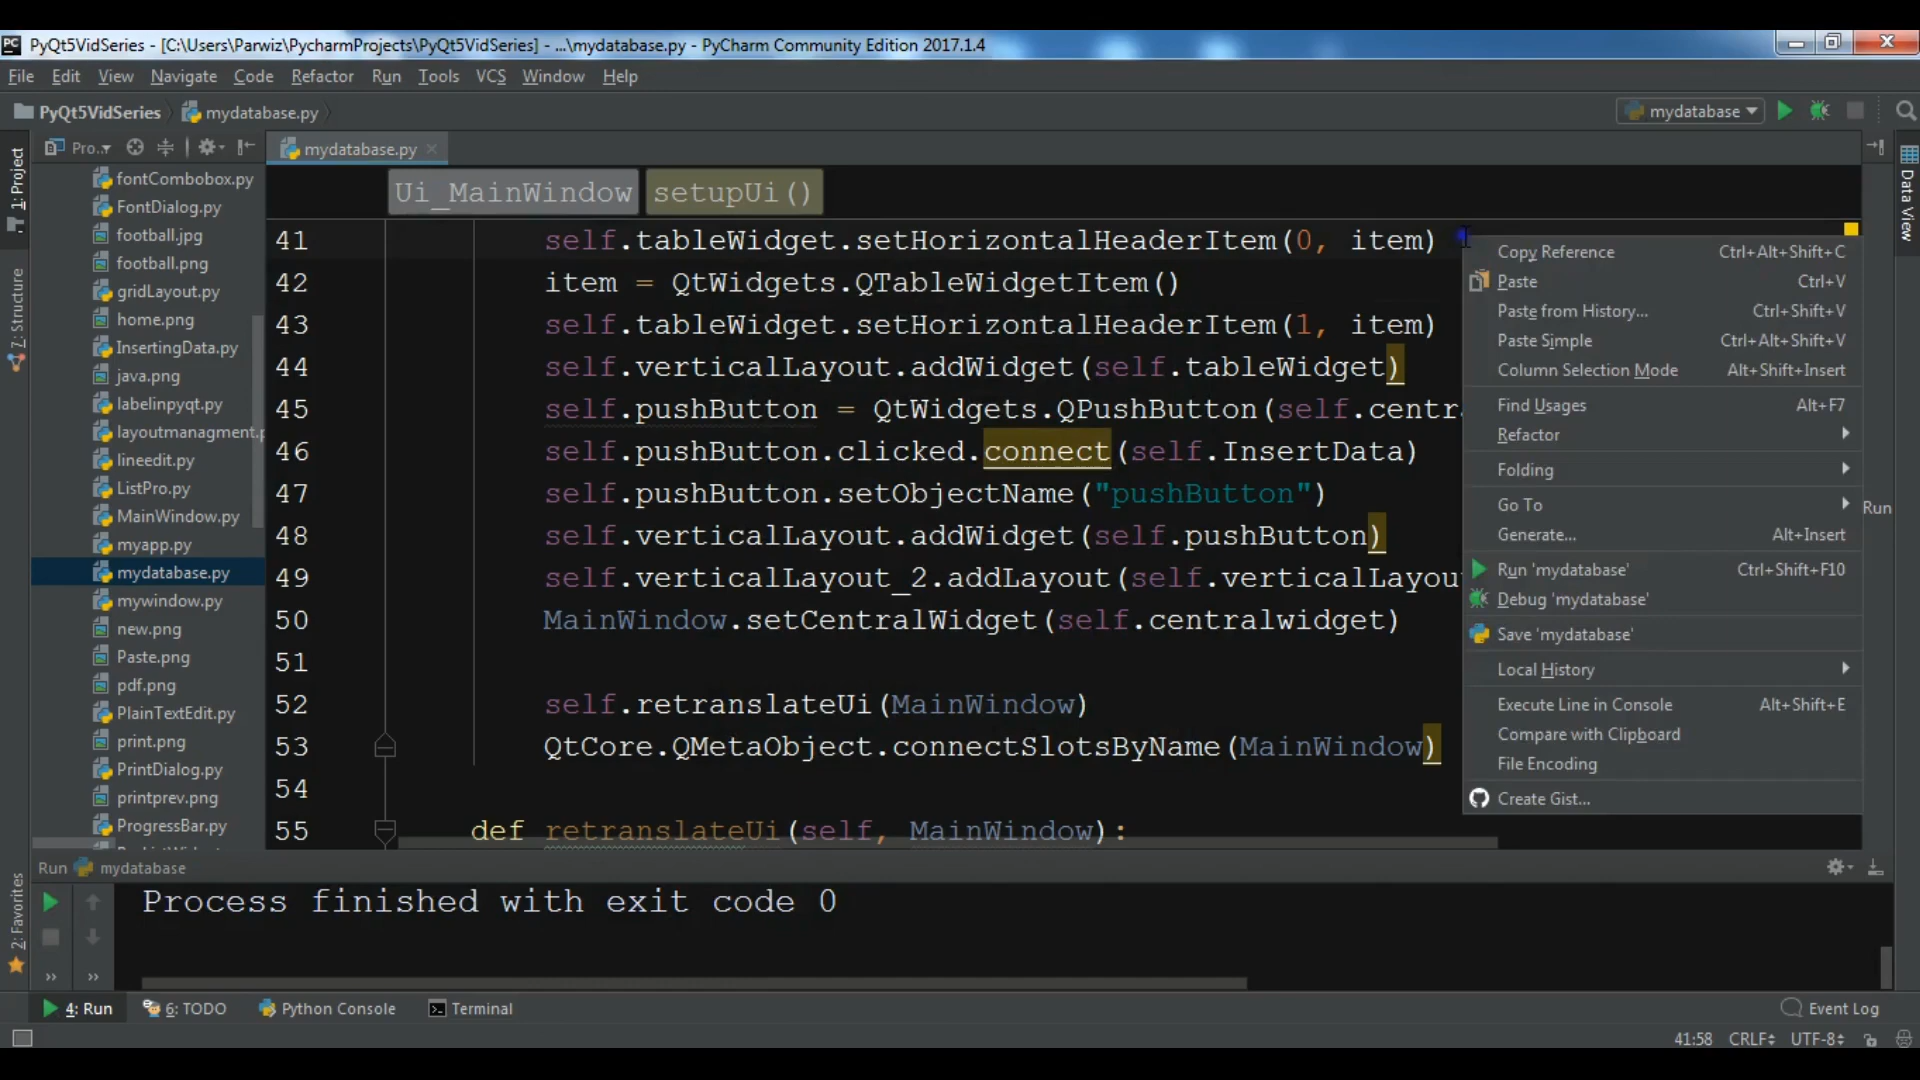 PyQt5VidSeries - [C:\Users\Parwiz\PycharmProjects\PyQt5VidSeries] - ...\mydatabase.py - PyCharm Community Edition 2017.1.4
File Edit View Navigate Code Refactor Run Tools VCS Window Help
PyQt5VidSeries mydatabase.py mydatabase
Pro... mydatabase.py
1: Project
7: Structure
2: Favorites
fontCombobox.py
FontDialog.py
football.jpg
football.png
gridLayout.py
home.png
InsertingData.py
java.png
labelinpyqt.py
layoutmanagment.p
lineedit.py
ListPro.py
MainWindow.py
myapp.py
mydatabase.py
mywindow.py
new.png
Paste.png
pdf.png
PlainTextEdit.py
print.png
PrintDialog.py
printprev.png
ProgressBar.py
Ui_MainWindow setupUi()
41 self.tableWidget.setHorizontalHeaderItem(0, item)
42 item = QtWidgets.QTableWidgetItem()
43 self.tableWidget.setHorizontalHeaderItem(1, item)
44 self.verticalLayout.addWidget(self.tableWidget)
45 self.pushButton = QtWidgets.QPushButton(self.centr
46 self.pushButton.clicked.connect(self.InsertData)
47 self.pushButton.setObjectName("pushButton")
48 self.verticalLayout.addWidget(self.pushButton)
49 self.verticalLayout_2.addLayout(self.verticalLayou
50 MainWindow.setCentralWidget(self.centralwidget)
51
52 self.retranslateUi(MainWindow)
53 QtCore.QMetaObject.connectSlotsByName(MainWindow)
54
55 def retranslateUi(self, MainWindow):
Copy Reference Ctrl+Alt+Shift+C
Paste Ctrl+V
Paste from History... Ctrl+Shift+V
Paste Simple Ctrl+Alt+Shift+V
Column Selection Mode Alt+Shift+Insert
Find Usages Alt+F7
Refactor
Folding
Go To
Generate... Alt+Insert
Run 'mydatabase' Ctrl+Shift+F10
Debug 'mydatabase'
Save 'mydatabase'
Local History
Execute Line in Console Alt+Shift+E
Compare with Clipboard
File Encoding
Create Gist...
Data View
Run
Run mydatabase
Process finished with exit code 0
4: Run 6: TODO Python Console Terminal Event Log
41:58 CRLF UTF-8